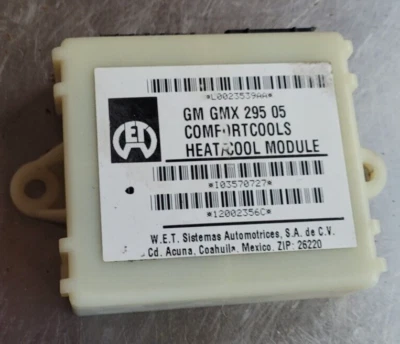 *L0023539AA*
ET
GM GMX 295 05
COMFORTCOOLS
HEAT/COOL MODULE
*I03570727*
*12002356C*
W.E.T. Sistemas Automotrices, S.A. de C.V.
Cd. Acuna, Coahuila, Mexico. ZIP: 26220